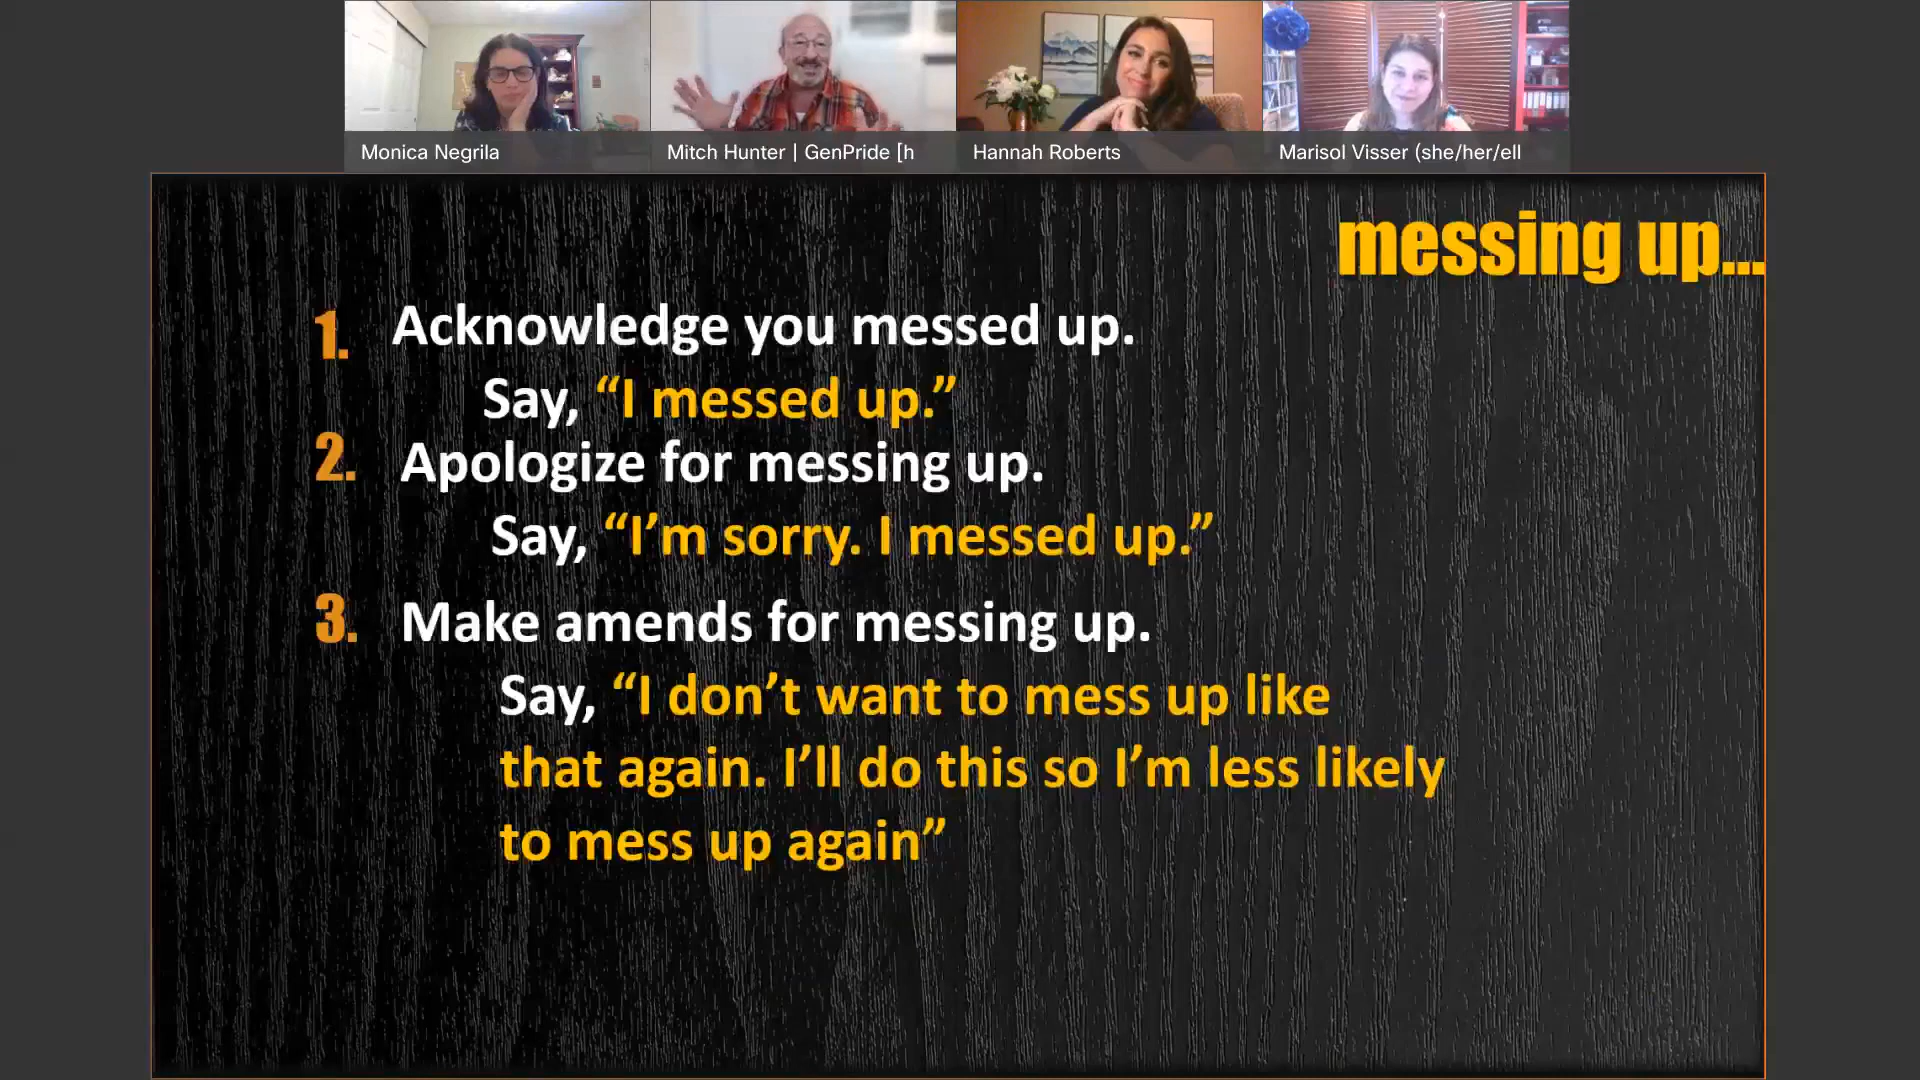 Monica Negrila
Mitch Hunter | GenPride [h
Hannah Roberts
Marisol Visser (she/her/ell
messing up...
1. Acknowledge you messed up.
Say, “I messed up.”
2. Apologize for messing up.
Say, “I’m sorry. I messed up.”
3. Make amends for messing up.
Say, “I don’t want to mess up like
that again. I’ll do this so I’m less likely
to mess up again”